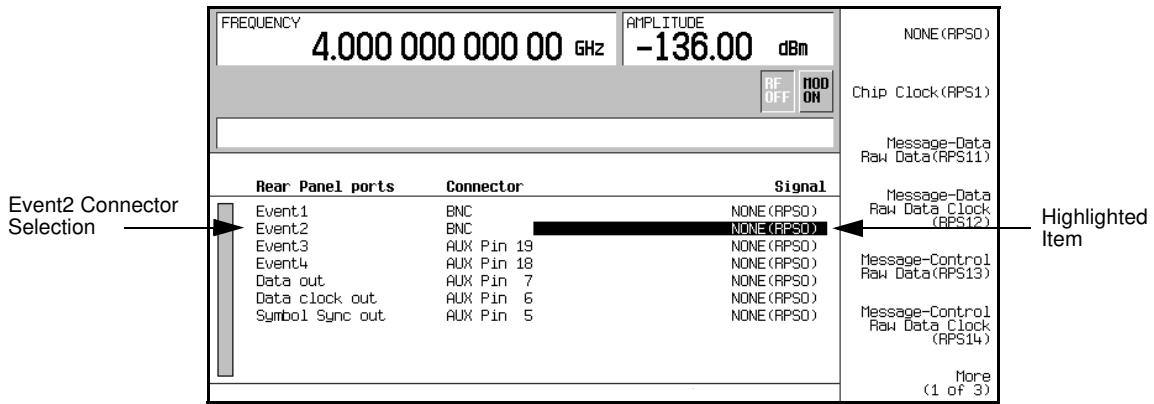 FREQUENCY
4.000 000 000 00 GHz
AMPLITUDE
-136.00 dBm
RF OFF
MOD ON
Rear Panel ports Connector Signal
Event1 BNC NONE(RPS0)
Event2 BNC NONE(RPS0)
Event3 AUX Pin 19 NONE(RPS0)
Event4 AUX Pin 18 NONE(RPS0)
Data out AUX Pin 7 NONE(RPS0)
Data clock out AUX Pin 6 NONE(RPS0)
Symbol Sync out AUX Pin 5 NONE(RPS0)
NONE(RPS0)
Chip Clock(RPS1)
Message-Data
Raw Data(RPS11)
Message-Data
Raw Data Clock
(RPS12)
Message-Control
Raw Data(RPS13)
Message-Control
Raw Data Clock
(RPS14)
More
(1 of 3)
Event2 Connector
Selection
Highlighted
Item